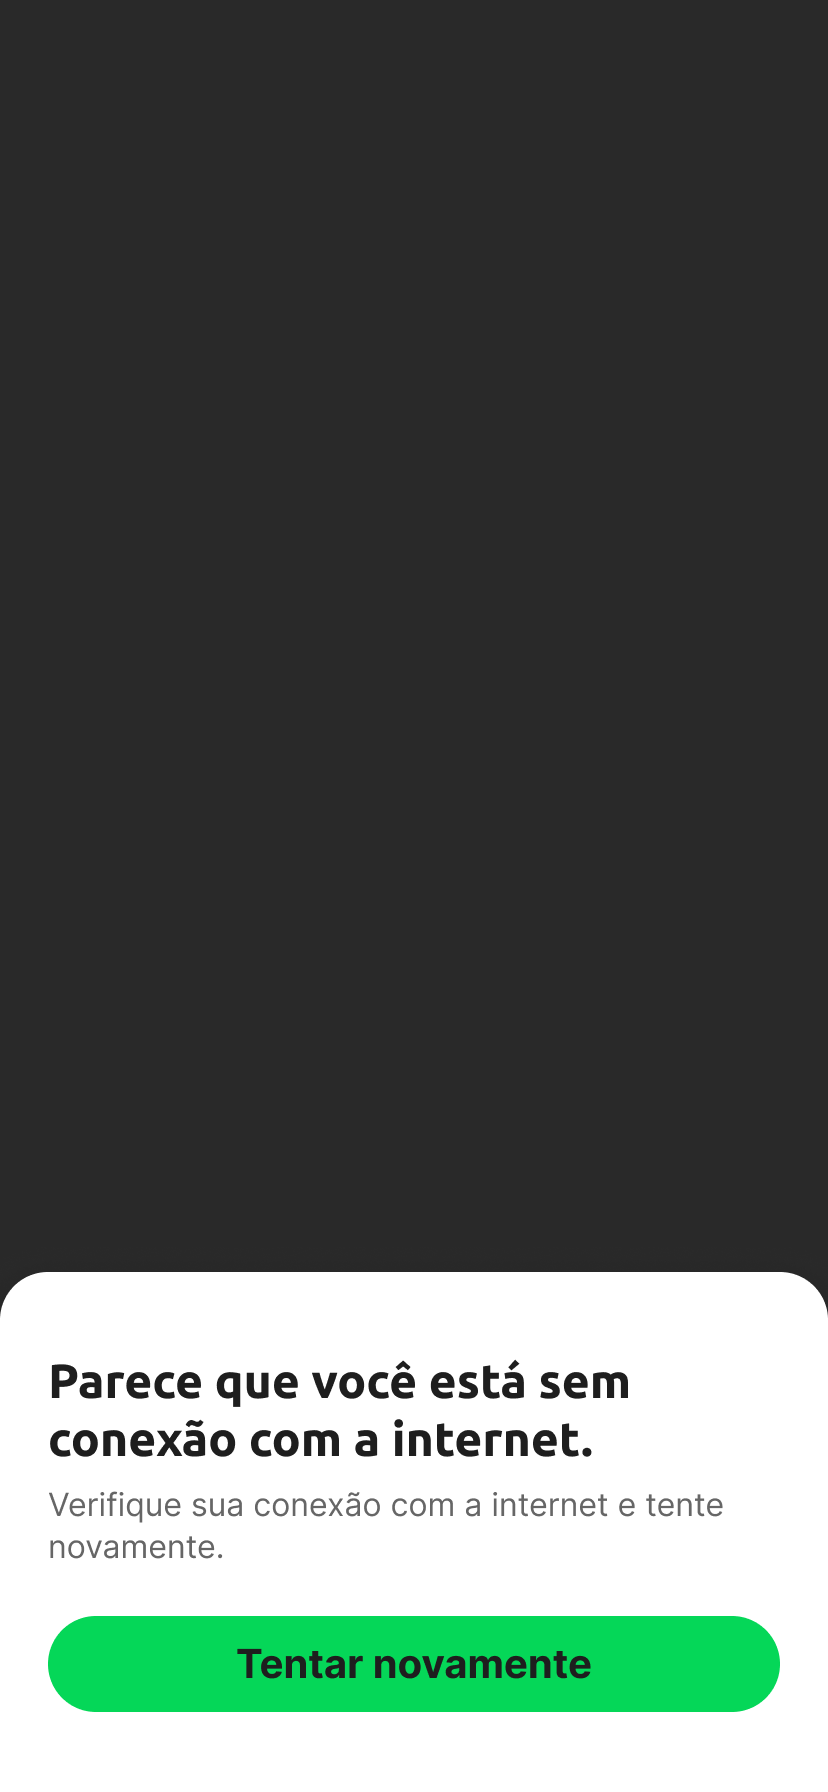 Parece que você está sem
conexão com a internet.
Verifique sua conexão com a internet e tente
novamente.
Tentar novamente